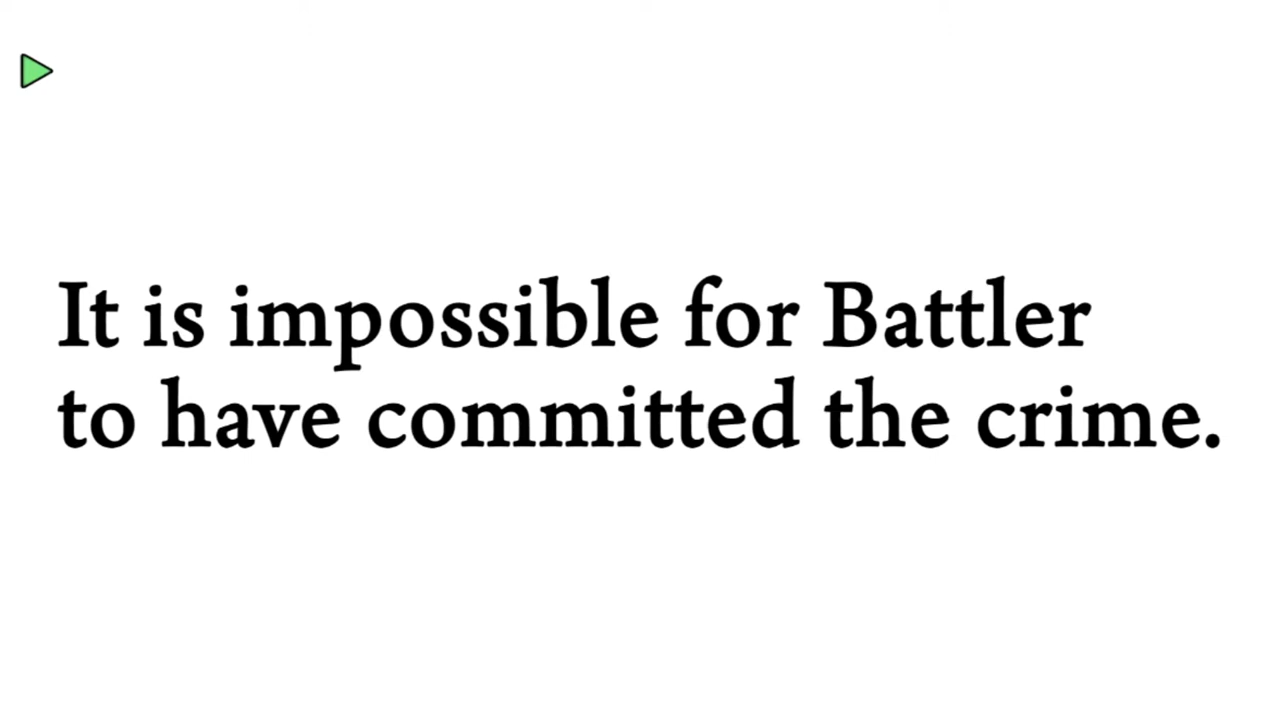 It is impossible for Battler
to have committed the crime.